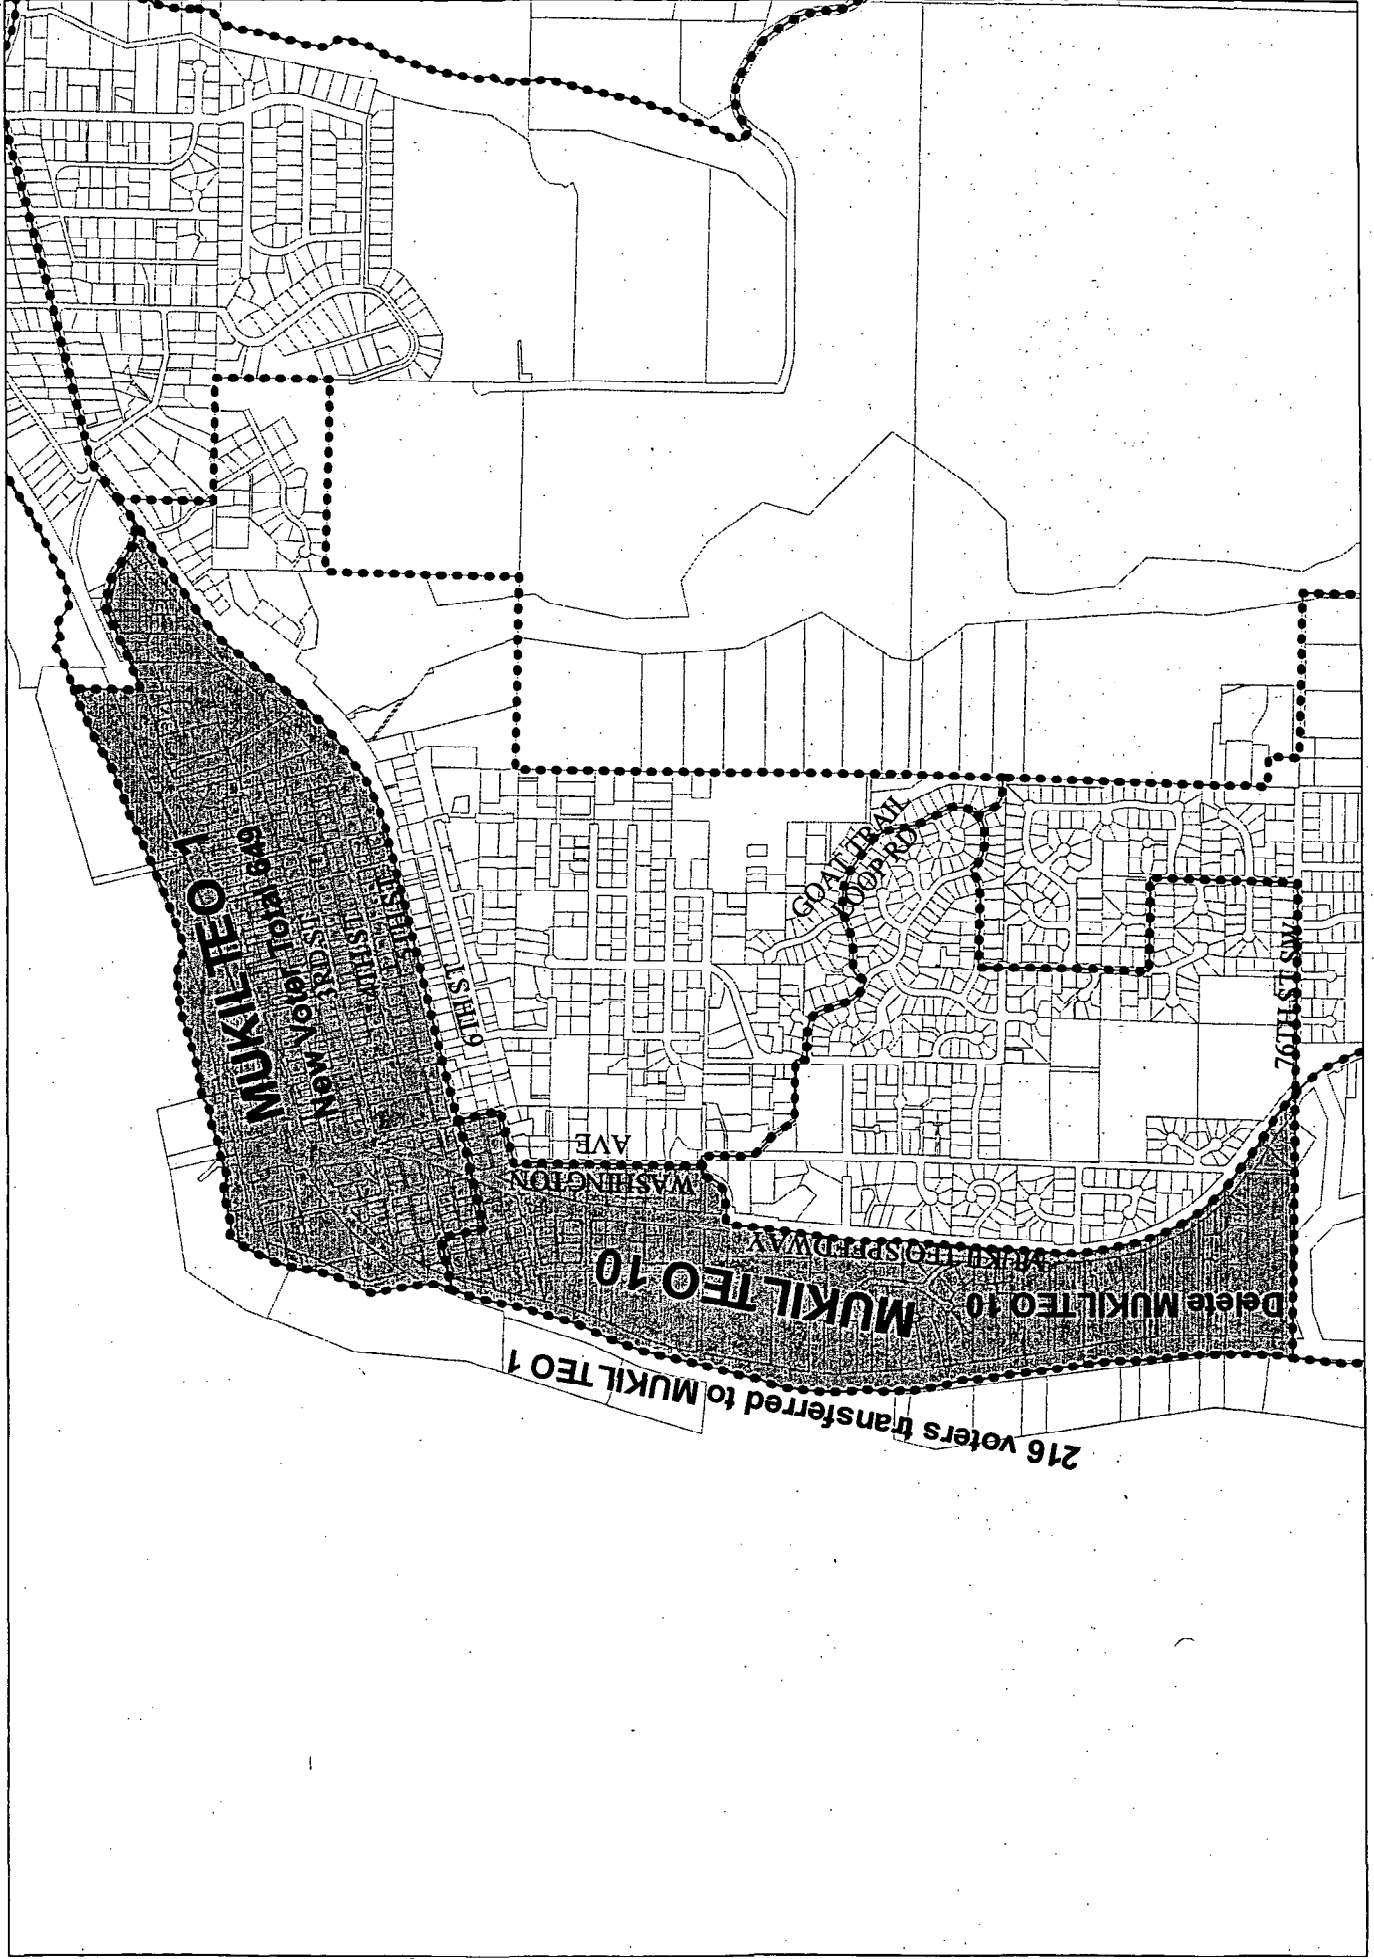 MUKILTEO 1
New Voter Total 649
3RD ST
4TH ST
5TH ST
6TH ST
GOAT TRAIL
LOOP RD
76TH ST SW
WASHINGTON
AVE
MUKILTEO SPEEDWAY
MUKILTEO 10
Delete MUKILTEO 10
216 voters transferred to MUKILTEO 1